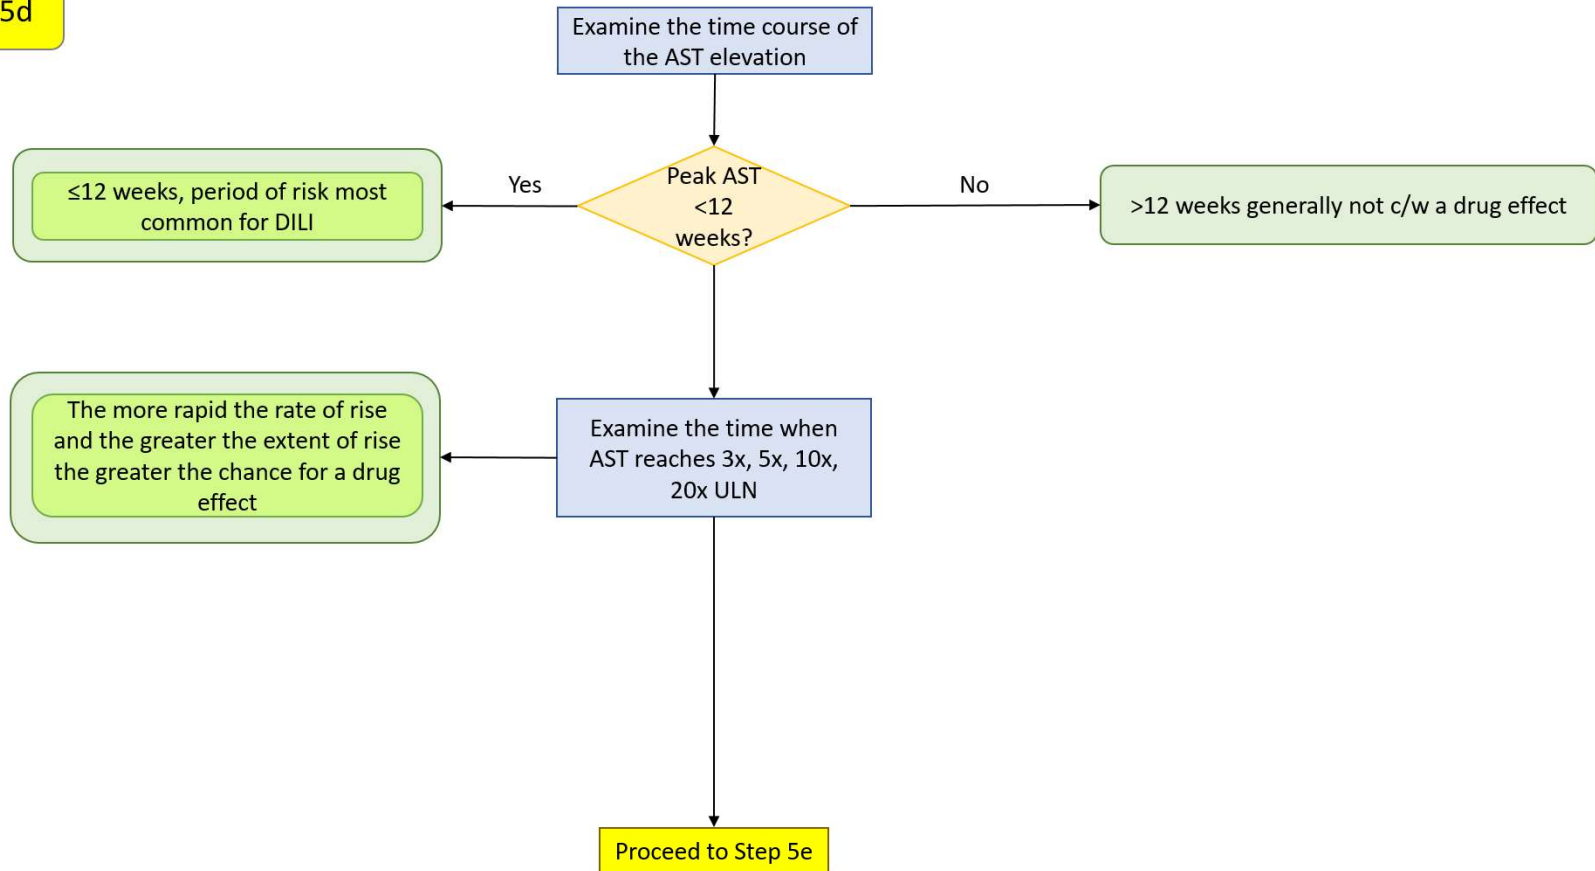 5d
Examine the time course of
the AST elevation
Peak AST
<12
weeks?
Yes
No
≤12 weeks, period of risk most
common for DILI
>12 weeks generally not c/w a drug effect
The more rapid the rate of rise
and the greater the extent of rise
the greater the chance for a drug
effect
Examine the time when
AST reaches 3x, 5x, 10x,
20x ULN
Proceed to Step 5e